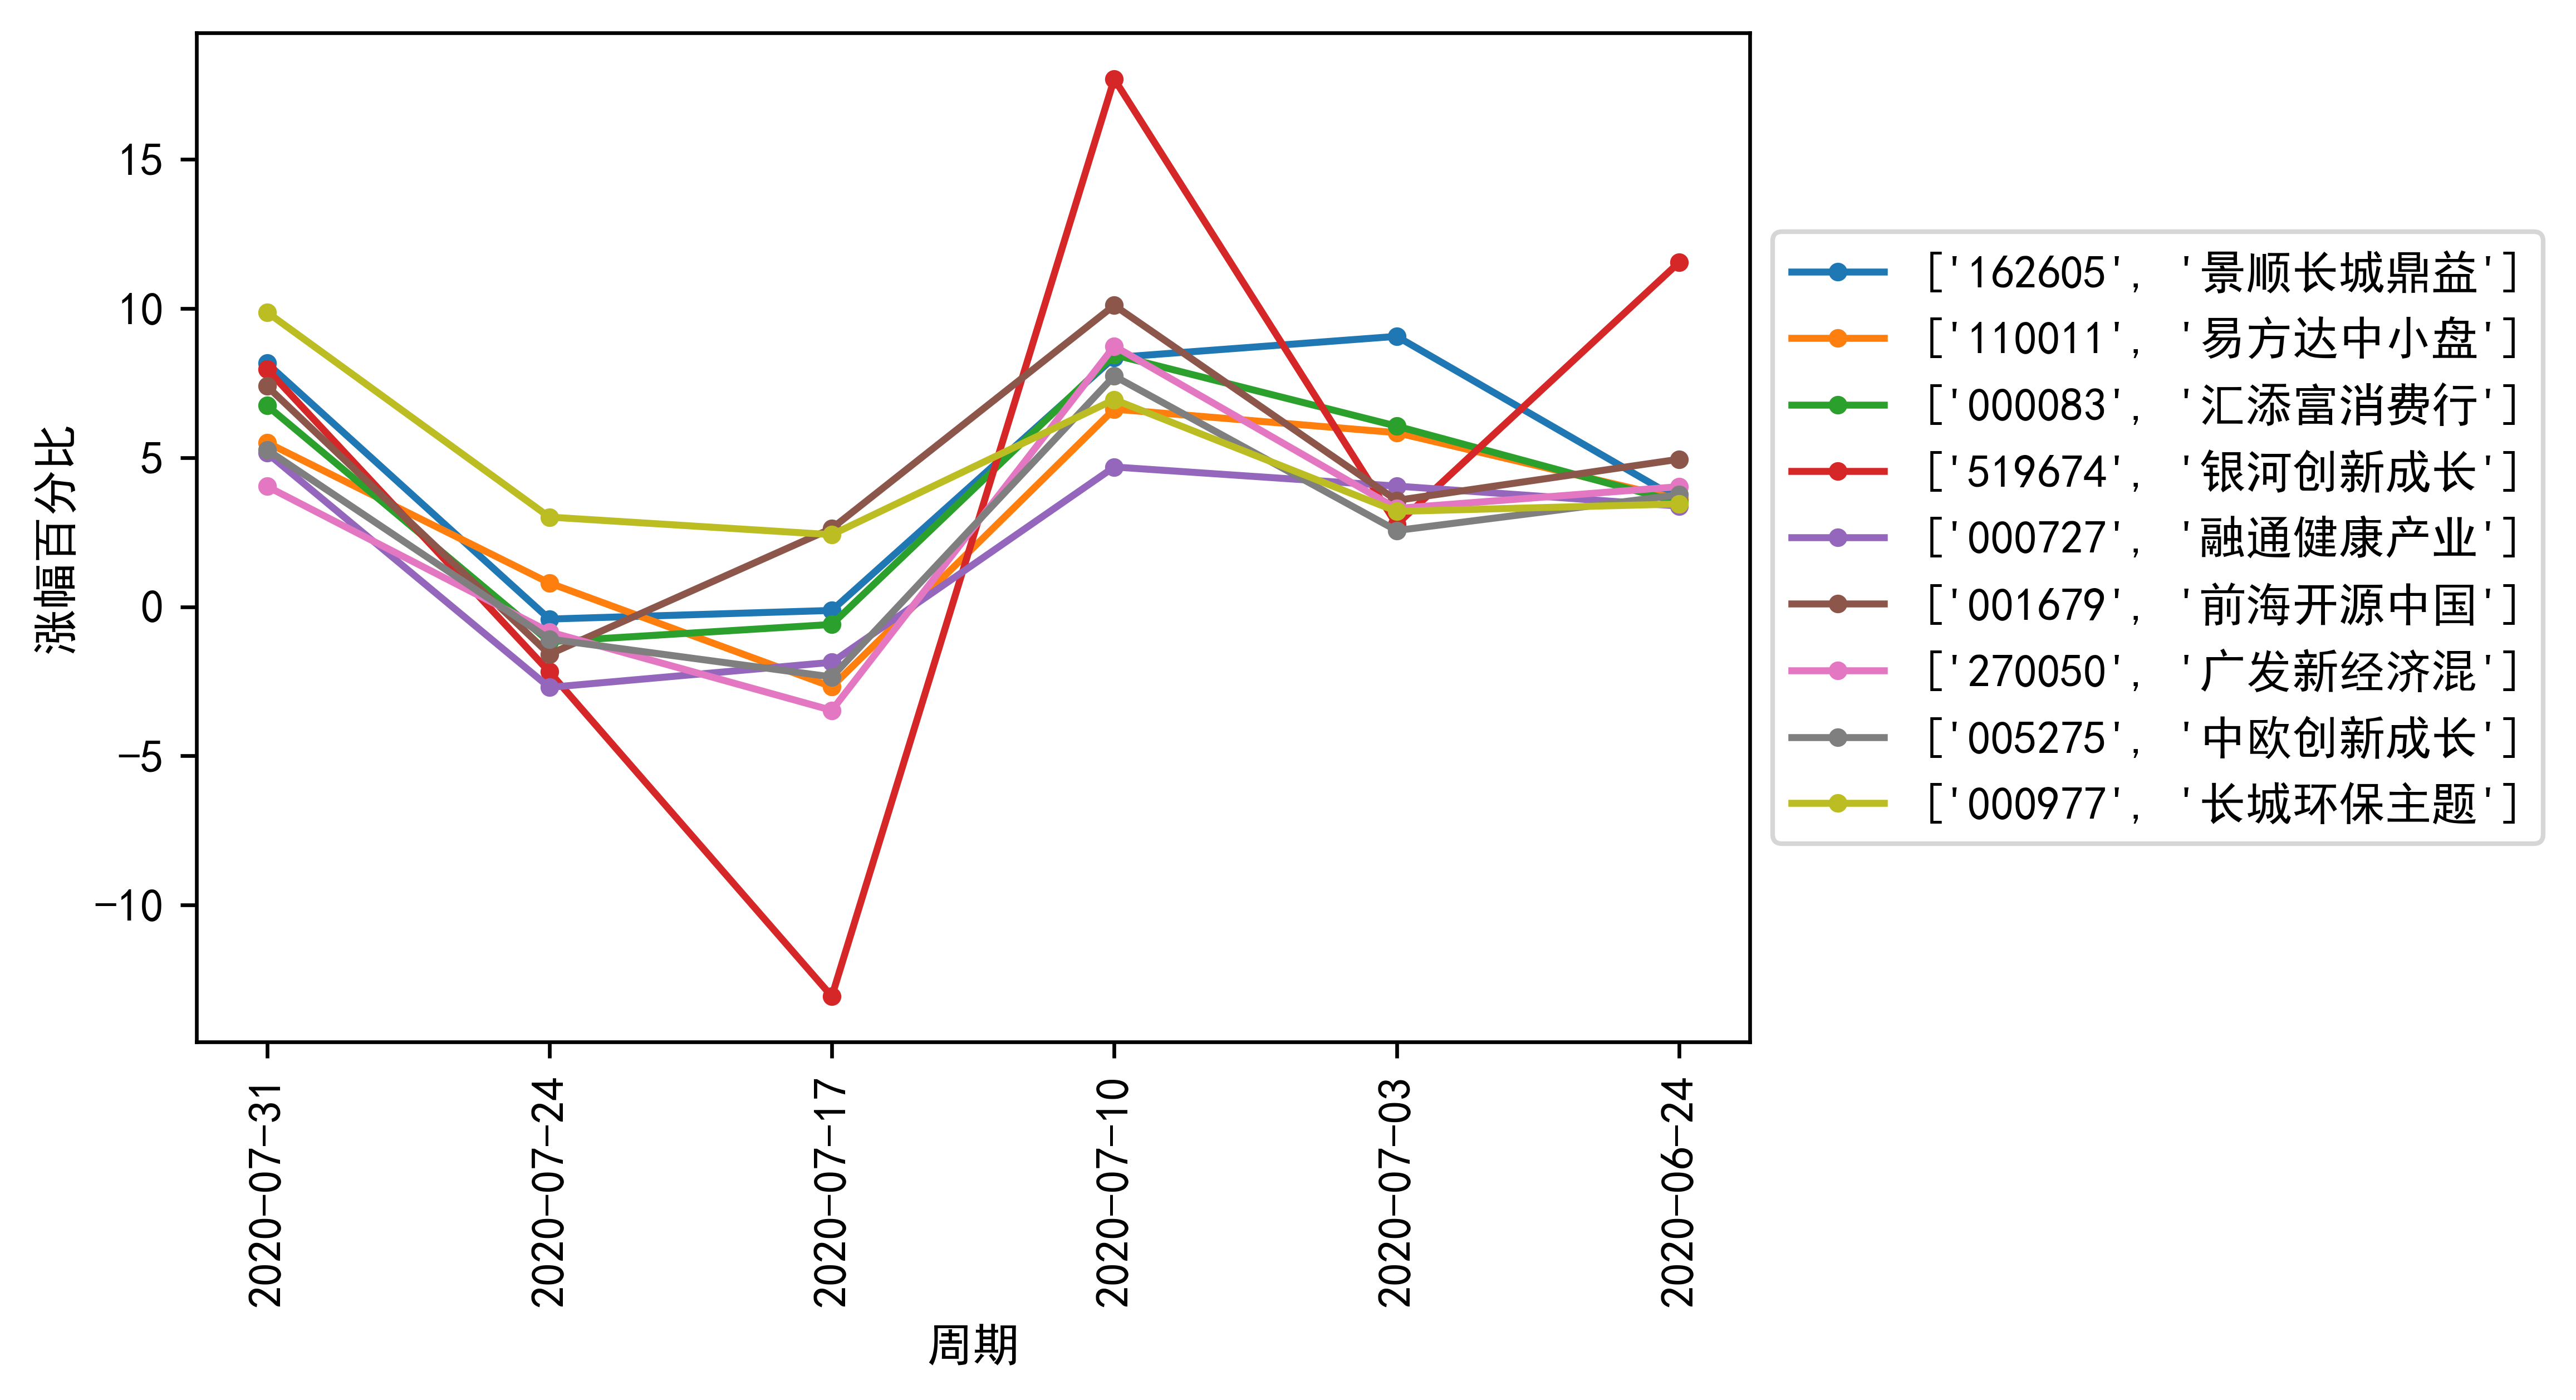 涨幅百分比
15
10
5
0
−5
−10
2020-07-31
2020-07-24
2020-07-17
2020-07-10
2020-07-03
2020-06-24
周期
['162605', '景顺长城鼎益']
['110011', '易方达中小盘']
['000083', '汇添富消费行']
['519674', '银河创新成长']
['000727', '融通健康产业']
['001679', '前海开源中国']
['270050', '广发新经济混']
['005275', '中欧创新成长']
['000977', '长城环保主题']